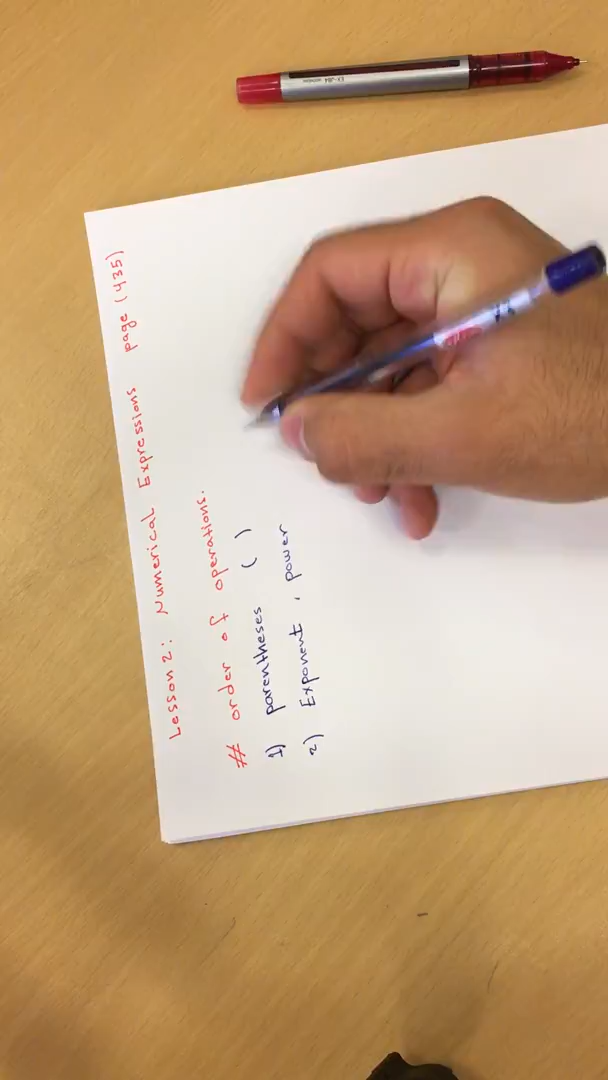 Lesson 2: Numerical Expressions page (435)
# order of operations.
1) parentheses ( )
2) Exponent, power